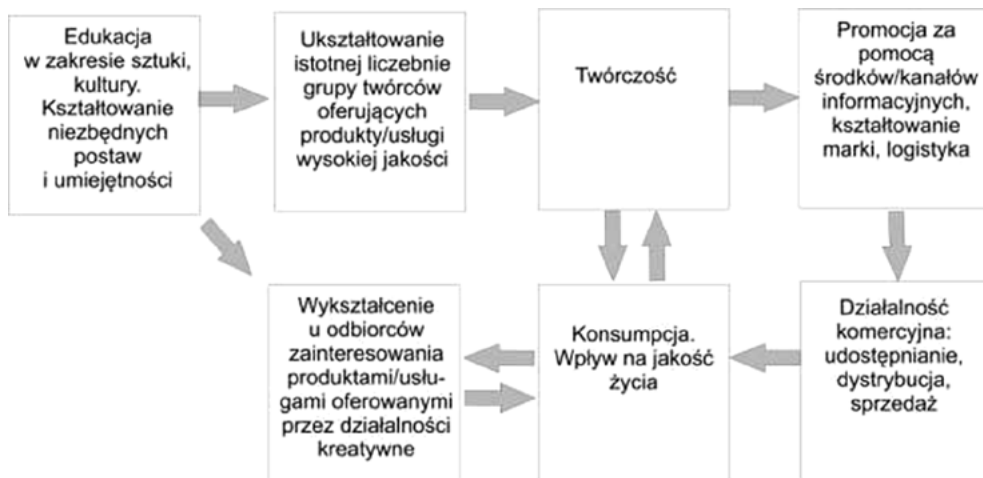 Edukacja
w zakresie sztuki,
kultury.
Kształtowanie
niezbędnych
postaw
i umiejętności
Ukształtowanie
istotnej liczebnie
grupy twórców
oferujących
produkty/usługi
wysokiej jakości
Twórczość
Promocja za
pomocą
środków/kanałów
informacyjnych,
kształtowanie
marki, logistyka
Wykształcenie
u odbiorców
zainteresowania
produktami/usłu-
gami oferowanymi
przez działalności
kreatywne
Konsumpcja.
Wpływ na jakość
życia
Działalność
komercyjna:
udostępnianie,
dystrybucja,
sprzedaż